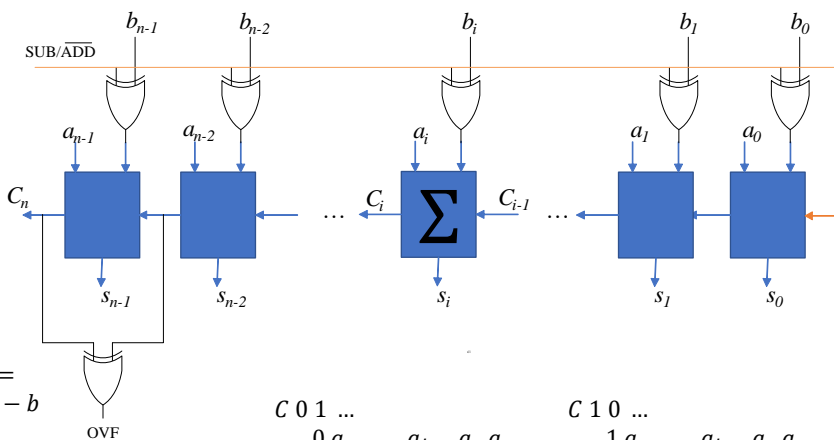 b_{n-1} b_{n-2} b_i b_1 b_0
SUB/\overline{ADD}
a_{n-1} a_{n-2} a_i a_1 a_0
C_n C_i C_{i-1}
... ...
Σ
s_{n-1} s_{n-2} s_i s_1 s_0
=
− b
OVF
C 0 1 ...
C 1 0 ...